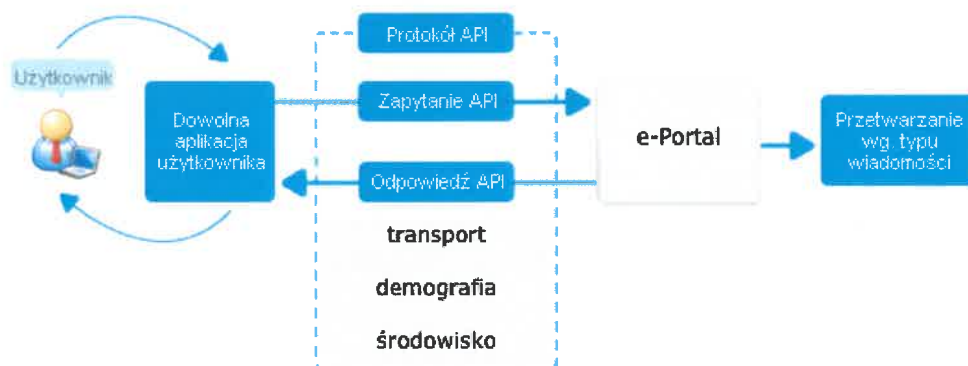 Protokół API
Użytkownik
Zapytanie API
Dowolna
aplikacja
użytkownika
e-Portal
Przetwarzanie
wg. typu
wiadomości
Odpowiedź API
transport
demografia
środowisko